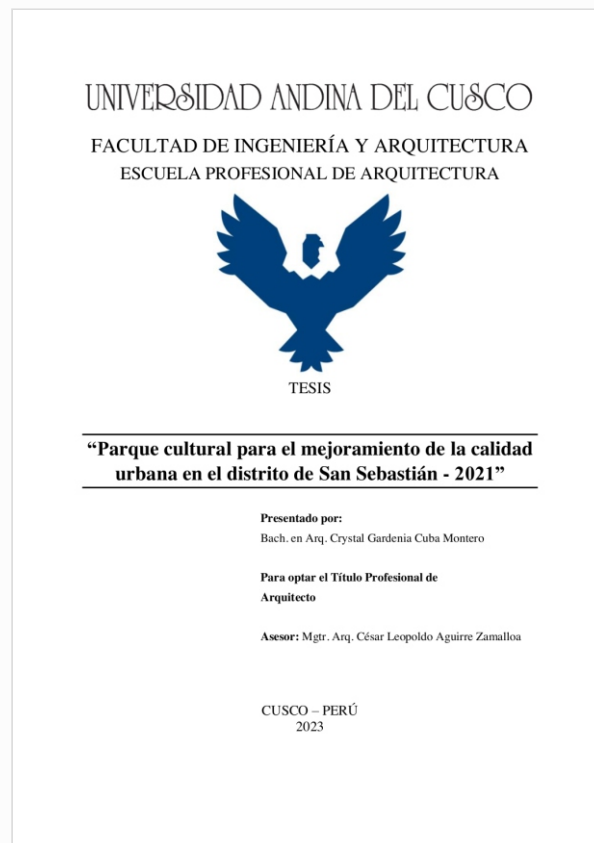 UNIVERSIDAD ANDINA DEL CUSCO
FACULTAD DE INGENIERÍA Y ARQUITECTURA
ESCUELA PROFESIONAL DE ARQUITECTURA
TESIS
“Parque cultural para el mejoramiento de la calidad
urbana en el distrito de San Sebastián - 2021”
Presentado por:
Bach. en Arq. Crystal Gardenia Cuba Montero
Para optar el Título Profesional de
Arquitecto
Asesor: Mgtr. Arq. César Leopoldo Aguirre Zamalloa
CUSCO – PERÚ
2023